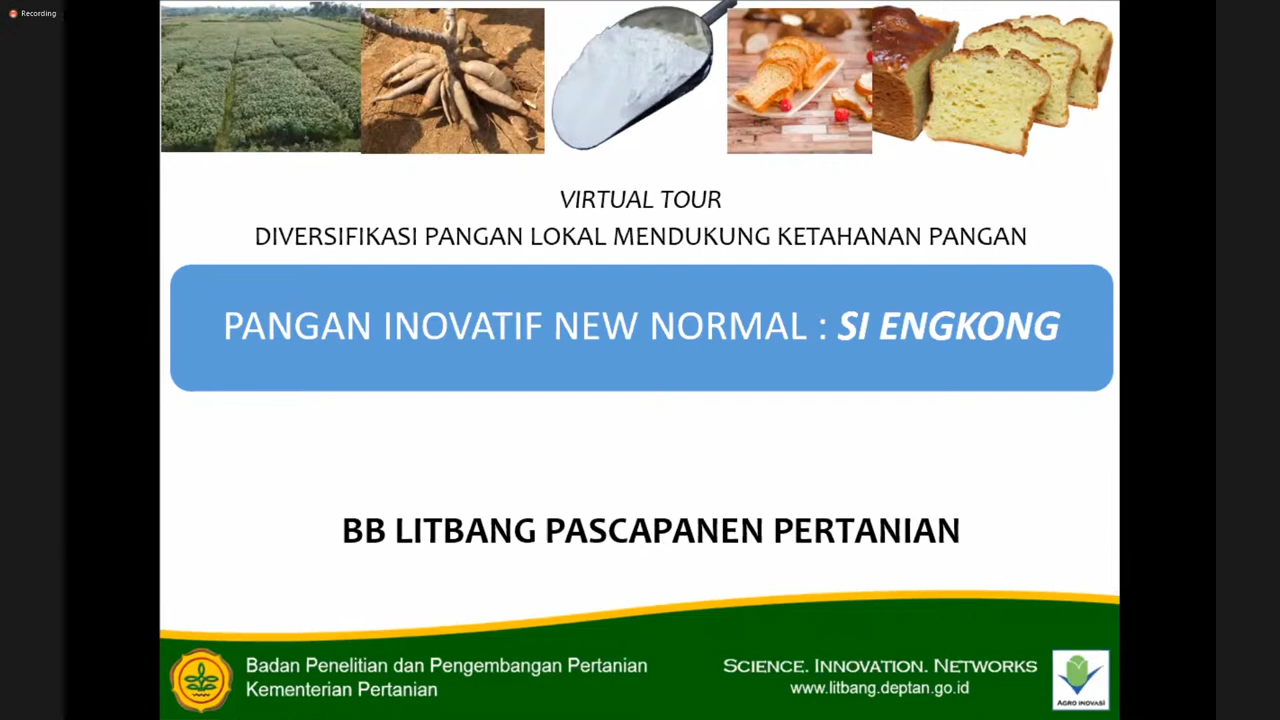 Recording
VIRTUAL TOUR
DIVERSIFIKASI PANGAN LOKAL MENDUKUNG KETAHANAN PANGAN
PANGAN INOVATIF NEW NORMAL : SI ENGKONG
BB LITBANG PASCAPANEN PERTANIAN
Badan Penelitian dan Pengembangan Pertanian
Kementerian Pertanian
SCIENCE. INNOVATION. NETWORKS
www.litbang.deptan.go.id
AGRO INOVASI